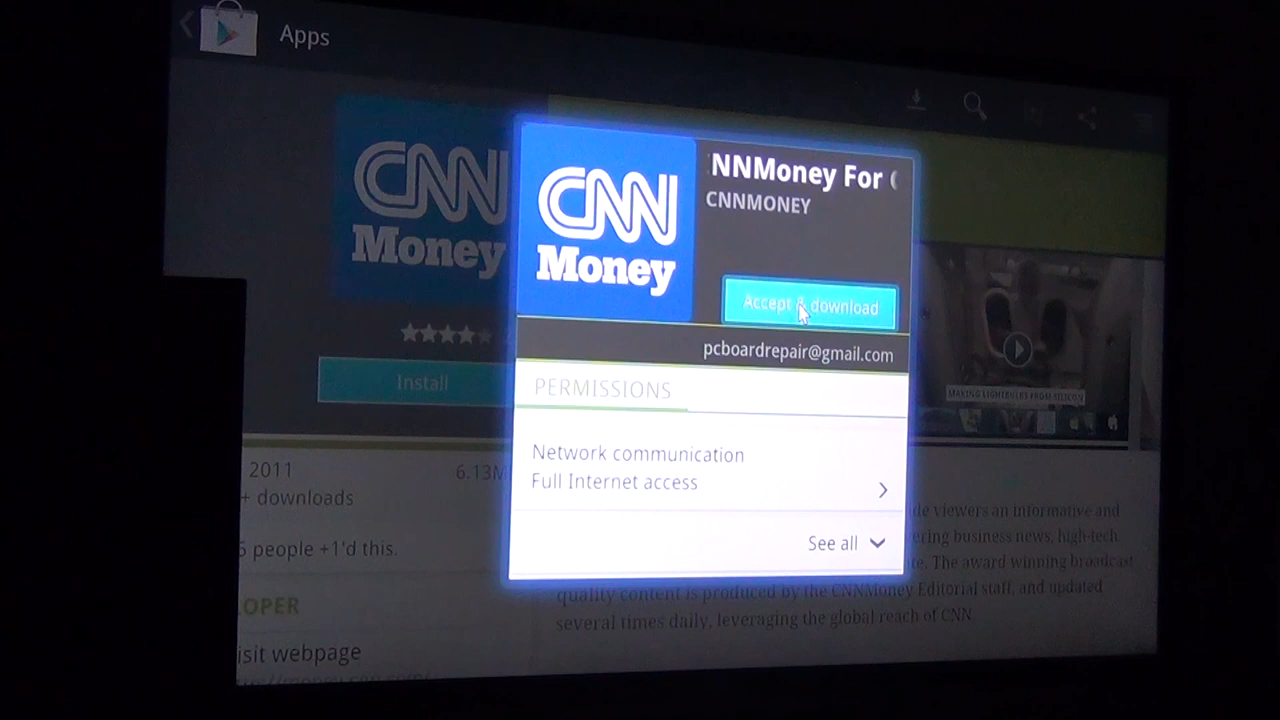 Apps
CNN
Money
Install
2011
6.13M
+ downloads
people +1'd this.
OPER
isit webpage
CNN
Money
NNMoney For
CNNMONEY
Accept & download
pcboardrepair@gmail.com
PERMISSIONS
Network communication
Full Internet access
See all
MAKING LIGHTBULBS FROM SILICON
viewers an informative and
ering business news, high-tech
The award winning broadcast
quality content is produced by the CNNMoney Editorial staff, and updated
several times daily, leveraging the global reach of CNN